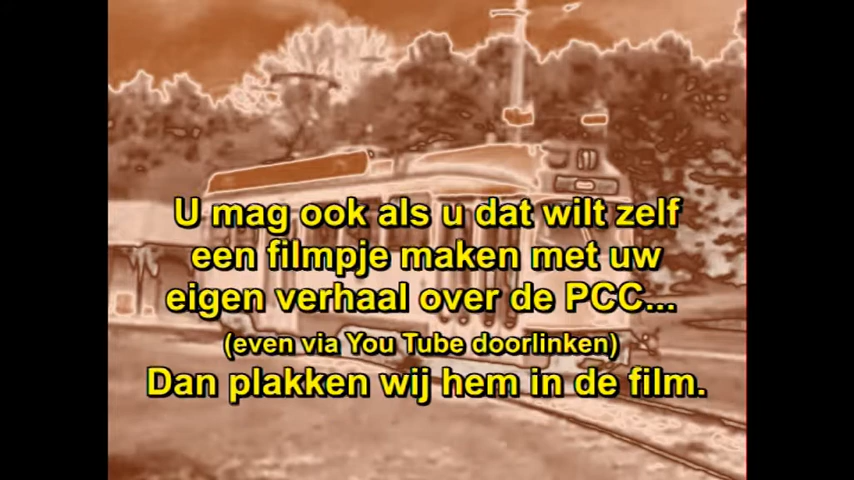 U mag ook als u dat wilt zelf
een filmpje maken met uw
eigen verhaal over de PCC...
(even via You Tube doorlinken)
Dan plakken wij hem in de film.